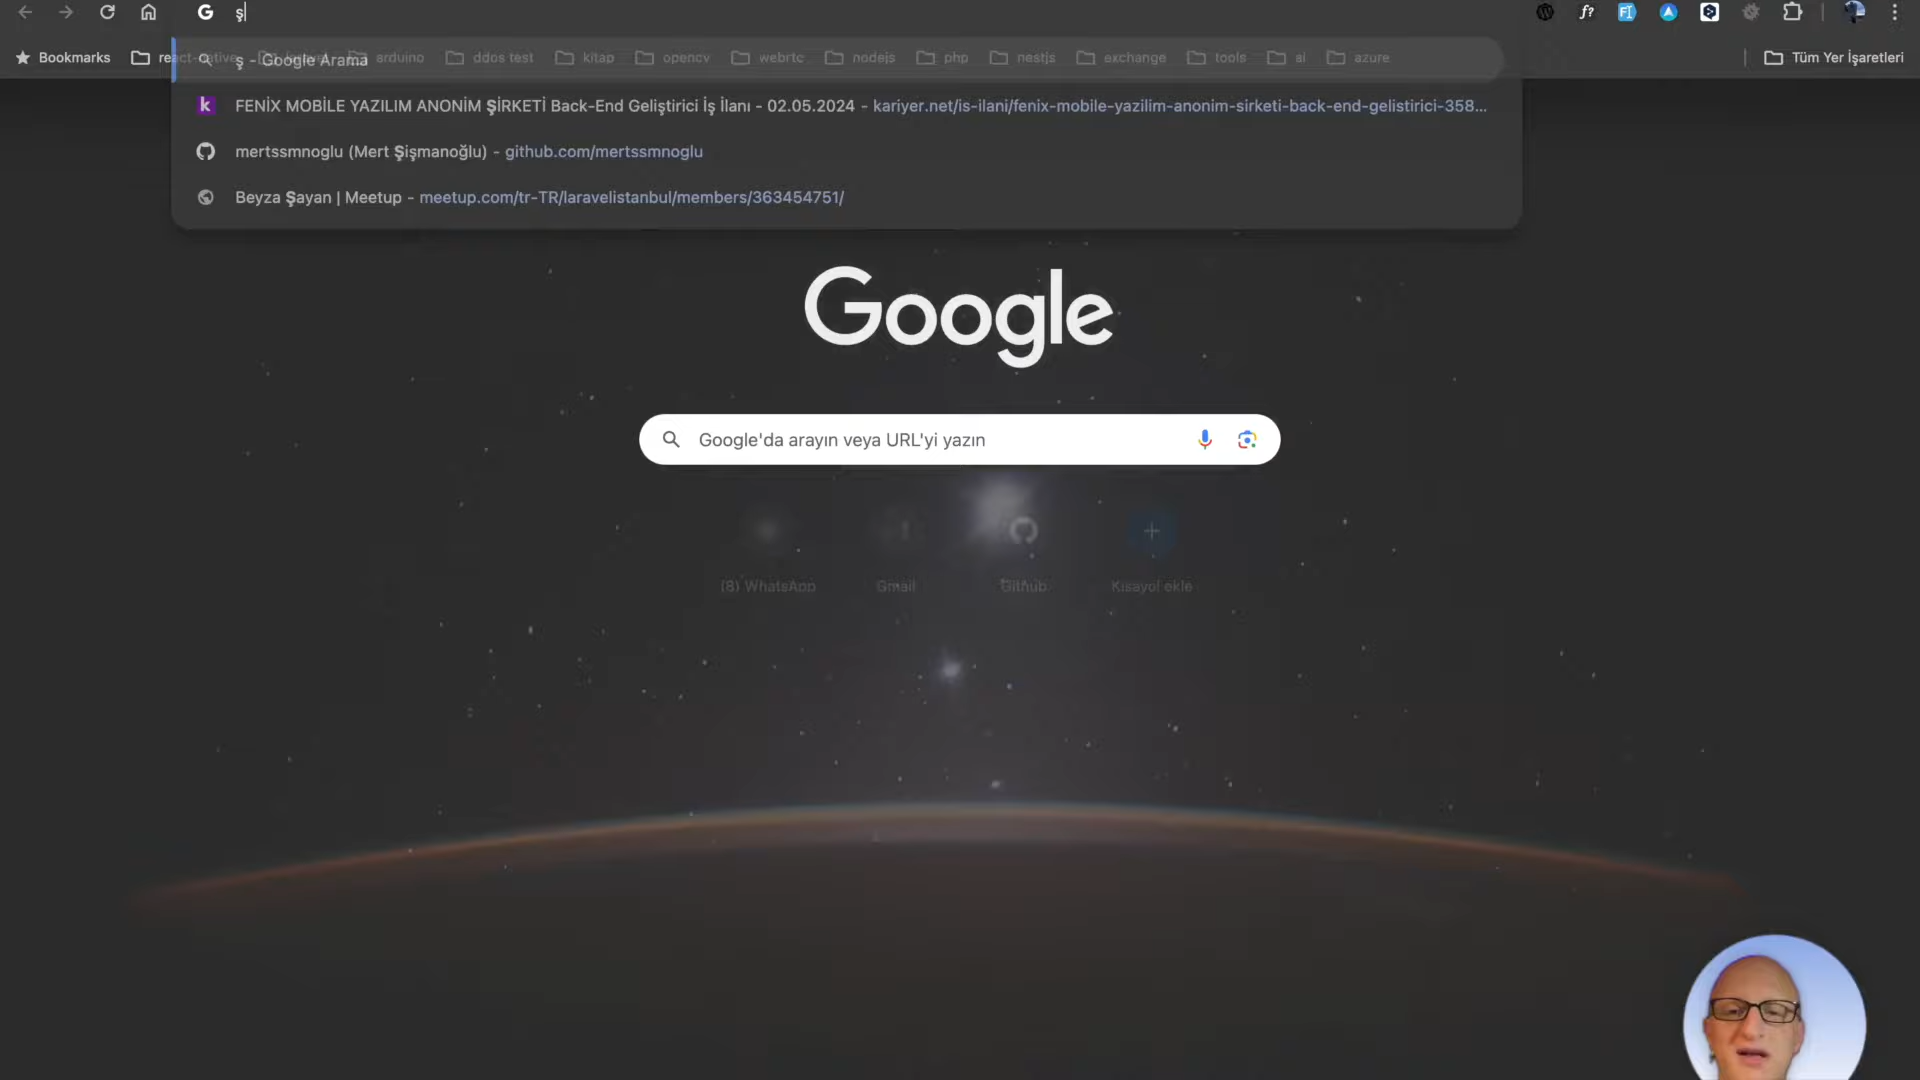 ş
Bookmarks react-native arduino ddos test kitap opencv webrtc nodejs php nestjs exchange tools ai azure Tüm Yer İşaretleri
ş - Google Arama
FENİX MOBİLE YAZILIM ANONİM ŞİRKETİ Back-End Geliştirici İş İlanı - 02.05.2024 - kariyer.net/is-ilani/fenix-mobile-yazilim-anonim-sirketi-back-end-gelistirici-358...
mertssmnoglu (Mert Şişmanoğlu) - github.com/mertssmnoglu
Beyza Şayan | Meetup - meetup.com/tr-TR/laravelistanbul/members/363454751/
Google
Google'da arayın veya URL'yi yazın
(8) WhatsApp Gmail Github Kısayol ekle